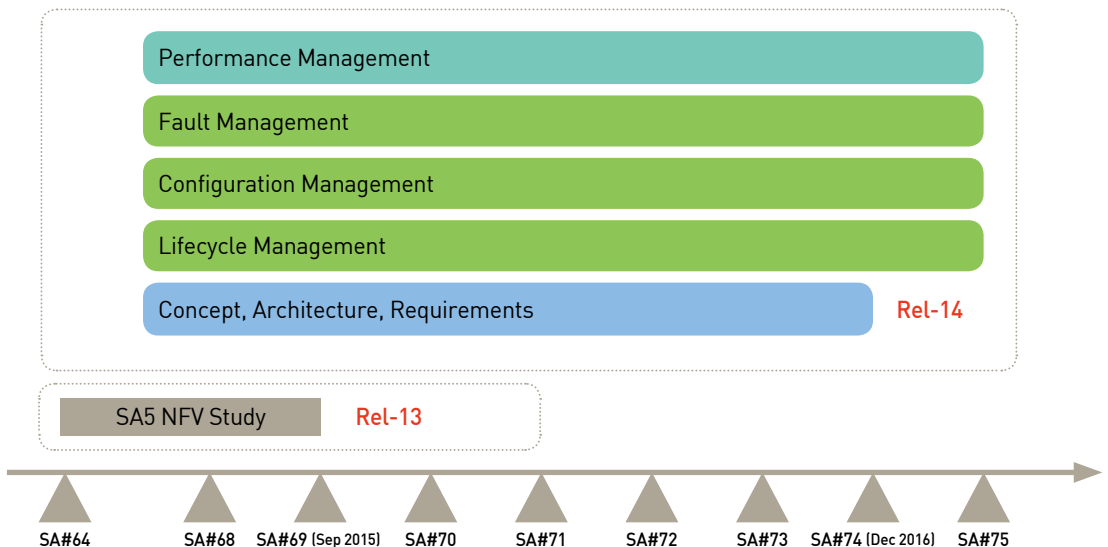 Performance Management
Fault Management
Configuration Management
Lifecycle Management
Concept, Architecture, Requirements
Rel-14
SA5 NFV Study
Rel-13
SA#64
SA#68
SA#69 (Sep 2015)
SA#70
SA#71
SA#72
SA#73
SA#74 (Dec 2016)
SA#75